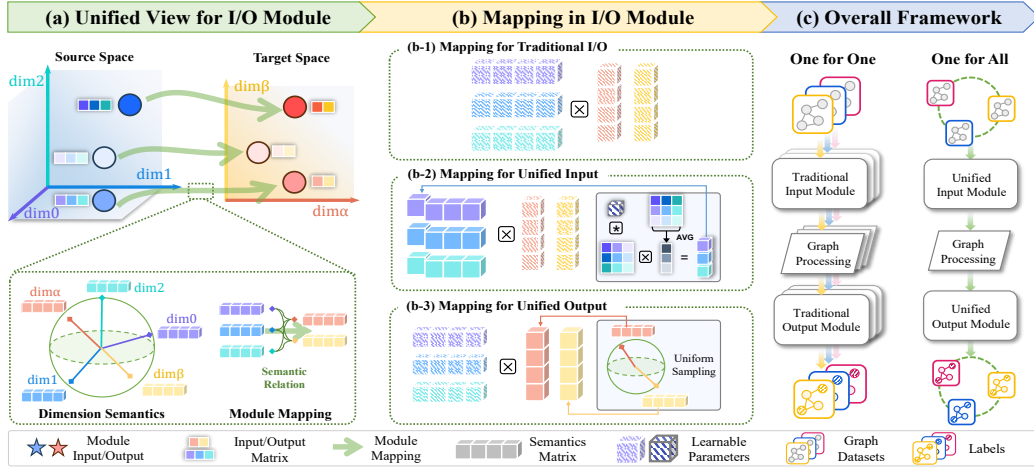 (a) Unified View for I/O Module
(b) Mapping in I/O Module
(c) Overall Framework
Source Space
Target Space
dim2
dim1
dim0
dimβ
dimα
dimα
dim2
dim0
dim1
dimβ
Dimension Semantics
Semantic
Relation
Module Mapping
(b-1) Mapping for Traditional I/O
(b-2) Mapping for Unified Input
*
AVG
=
(b-3) Mapping for Unified Output
Uniform
Sampling
One for One
One for All
Traditional
Input Module
Unified
Input Module
Graph
Processing
Graph
Processing
Traditional
Output Module
Unified
Output Module
Module
Input/Output
Input/Output
Matrix
Module
Mapping
Semantics
Matrix
Learnable
Parameters
Graph
Datasets
Labels